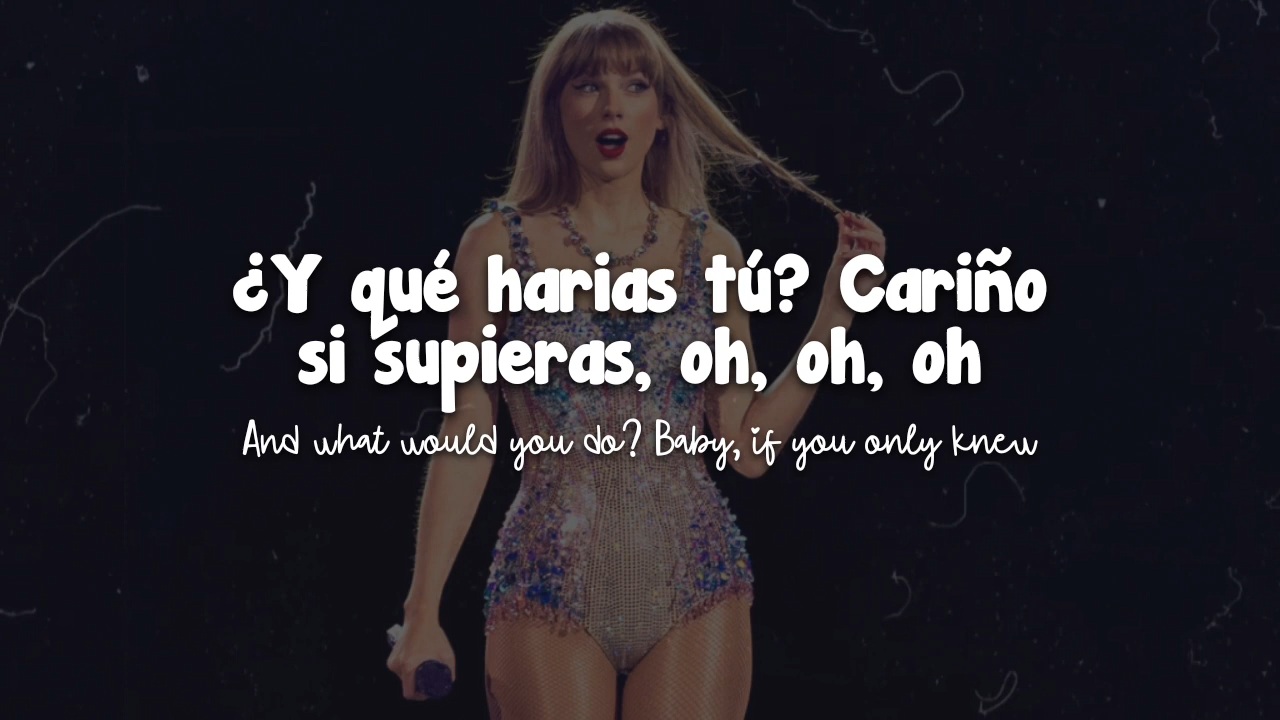 ¿Y qué harias tú? Cariño
si supieras, oh, oh, oh
And what would you do? Baby, if you only knew